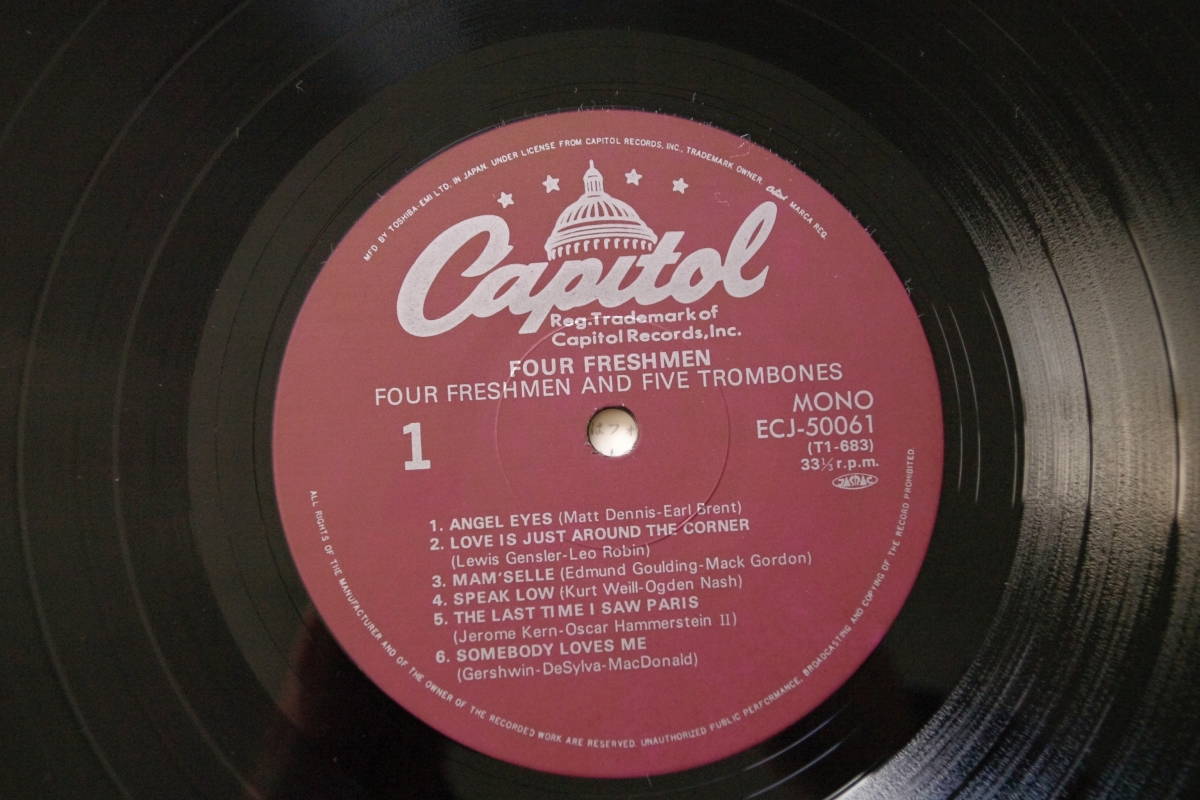 MFD BY TOSHIBA-EMI LTD. IN JAPAN. UNDER LICENSE FROM CAPITOL RECORDS, INC., TRADEMARK OWNER. Capitol MARCA REG.
Capitol
Reg.Trademark of
Capitol Records,Inc.
FOUR FRESHMEN
FOUR FRESHMEN AND FIVE TROMBONES
MONO
ECJ-50061
(T1-683)
33⅓ r.p.m.
JASRAC
1
1. ANGEL EYES (Matt Dennis-Earl Brent)
2. LOVE IS JUST AROUND THE CORNER
(Lewis Gensler-Leo Robin)
3. MAM'SELLE (Edmund Goulding-Mack Gordon)
4. SPEAK LOW (Kurt Weill-Ogden Nash)
5. THE LAST TIME I SAW PARIS
(Jerome Kern-Oscar Hammerstein II)
6. SOMEBODY LOVES ME
(Gershwin-DeSylva-MacDonald)
ALL RIGHTS OF THE MANUFACTURER AND OF THE OWNER OF THE RECORDED WORK ARE RESERVED. UNAUTHORIZED PUBLIC PERFORMANCE, BROADCASTING AND COPYING OF THE RECORD PROHIBITED